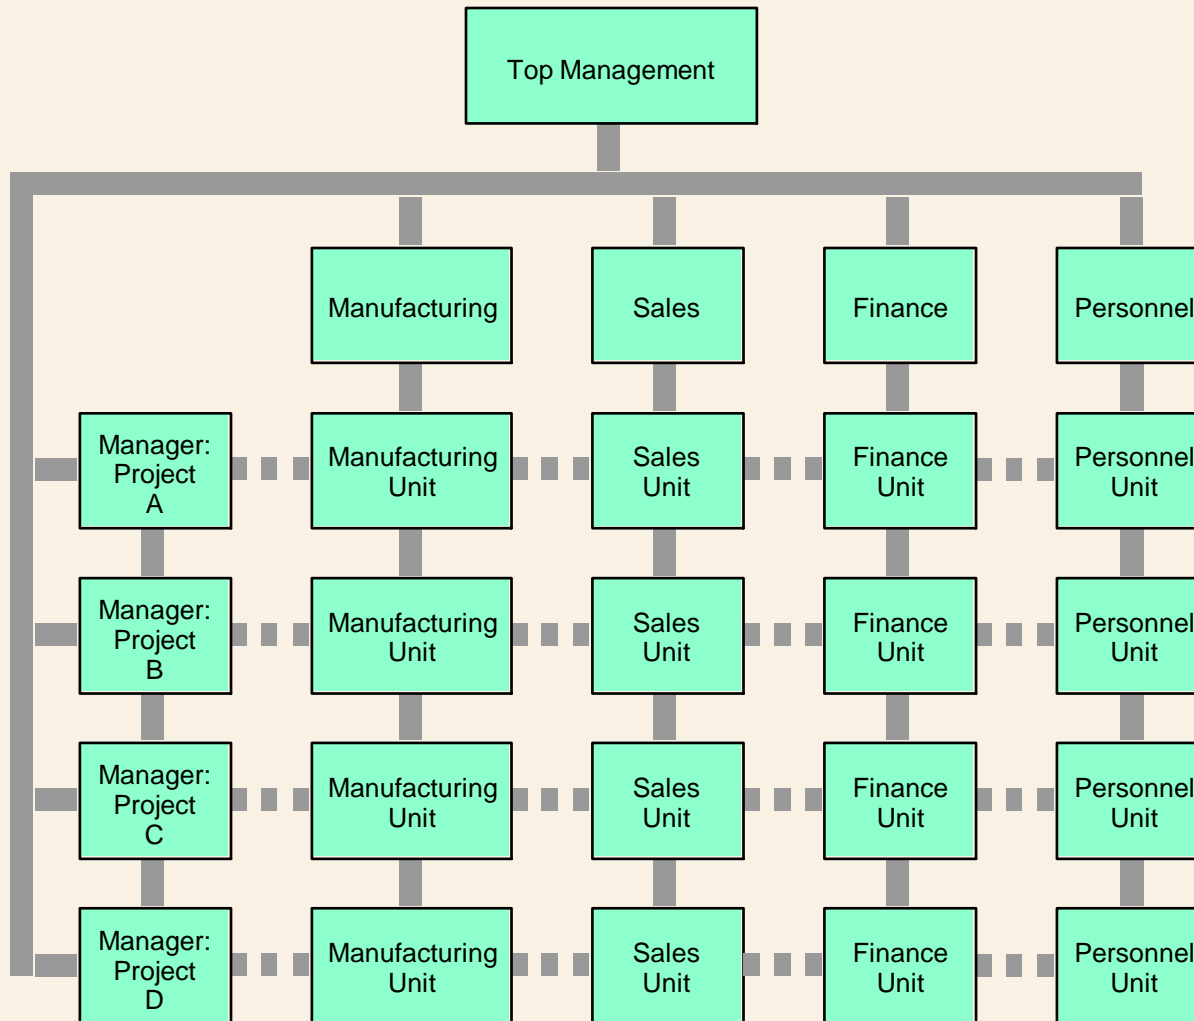 Top Management
Manufacturing
Sales
Finance
Personnel
Manager:
Project
A
Manufacturing
Unit
Sales
Unit
Finance
Unit
Personnel
Unit
Manager:
Project
B
Manufacturing
Unit
Sales
Unit
Finance
Unit
Personnel
Unit
Manager:
Project
C
Manufacturing
Unit
Sales
Unit
Finance
Unit
Personnel
Unit
Manager:
Project
D
Manufacturing
Unit
Sales
Unit
Finance
Unit
Personnel
Unit